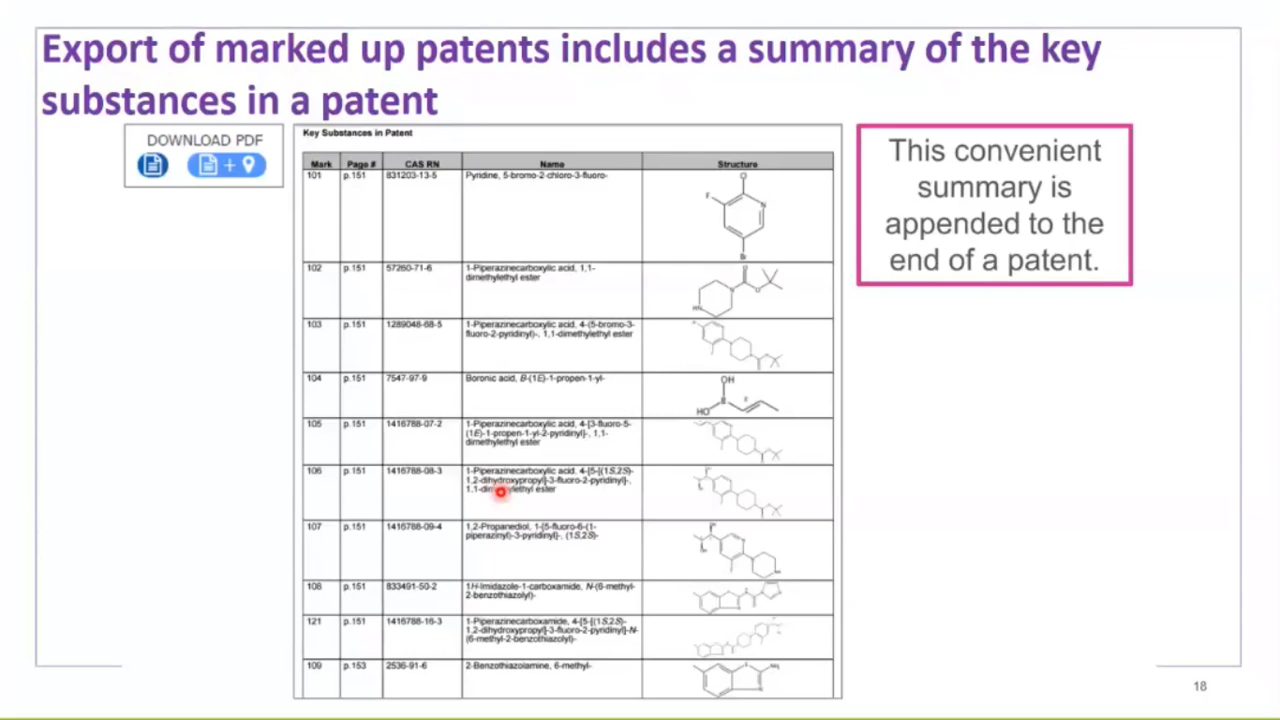 Export of marked up patents includes a summary of the key
substances in a patent
DOWNLOAD PDF
+
Key Substances in Patent
Mark Page # CAS RN Name Structure
101 p.151 831203-13-5 Pyridine, 5-bromo-2-chloro-3-fluoro-
102 p.151 57260-71-6 1-Piperazinecarboxylic acid, 1,1-
dimethylethyl ester
103 p.151 1289048-68-5 1-Piperazinecarboxylic acid, 4-(5-bromo-3-
fluoro-2-pyridinyl)-, 1,1-dimethylethyl ester
104 p.151 7547-97-9 Boronic acid, B-(1E)-1-propen-1-yl-
OH
HO
B
E
105 p.151 1416788-07-2 1-Piperazinecarboxylic acid, 4-[3-fluoro-5-
(1E)-1-propen-1-yl-2-pyridinyl]-, 1,1-
dimethylethyl ester
106 p.151 1416788-08-3 1-Piperazinecarboxylic acid, 4-[5-[(1S,2S)-
1,2-dihydroxypropyl]-3-fluoro-2-pyridinyl]-,
ester
107 p.151 1416788-09-4 1,2-Propanediol, 1-[5-fluoro-6-(1-
piperazinyl)-3-pyridinyl]-, (1S,2S)-
108 p.151 833491-50-2 1H-Imidazole-1-carboxamide, N-(6-methyl-
2-benzothiazolyl)-
121 p.151 1416788-16-3 1-Piperazinecarboxamide, 4-[5-[(1S,2S)-
1,2-dihydroxypropyl]-3-fluoro-2-pyridinyl]-N-
(6-methyl-2-benzothiazolyl)-
109 p.153 2536-91-6 2-Benzothiazolamine, 6-methyl-
This convenient
summary is
appended to the
end of a patent.
18